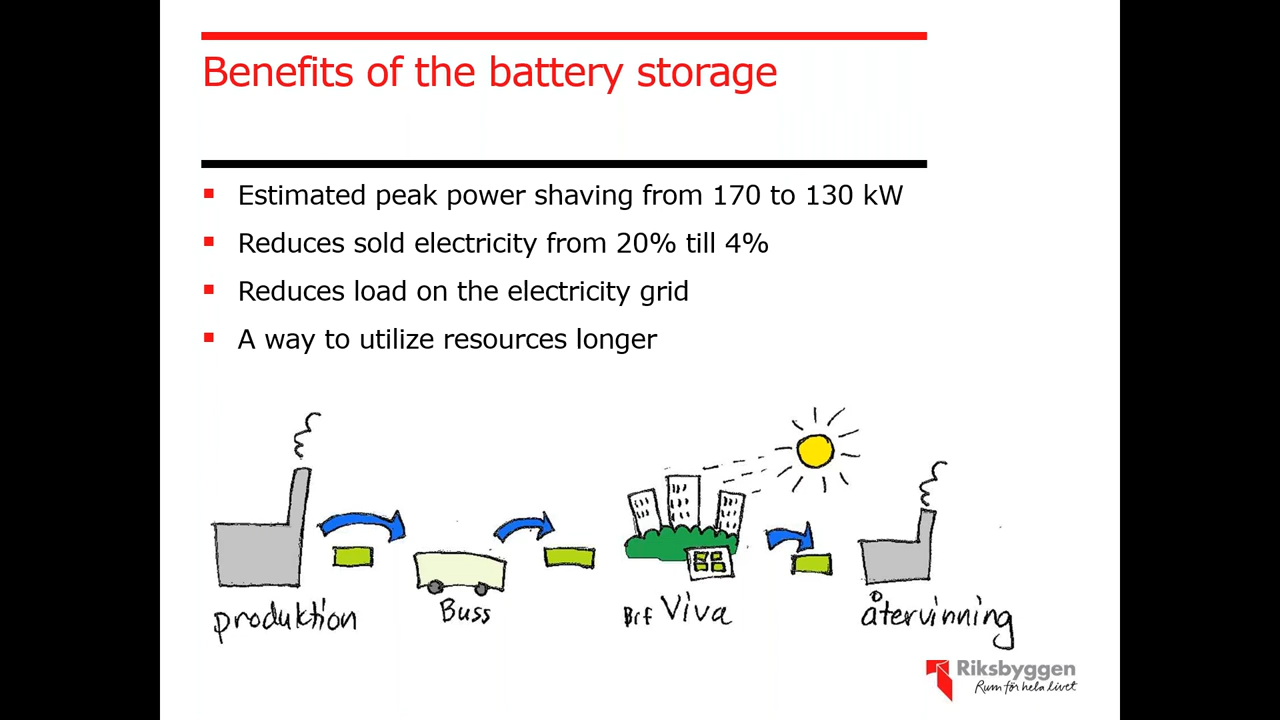 Benefits of the battery storage
Estimated peak power shaving from 170 to 130 kW
Reduces sold electricity from 20% till 4%
Reduces load on the electricity grid
A way to utilize resources longer
produktion
Buss
Brf Viva
återvinning
Riksbyggen
Rum för hela livet